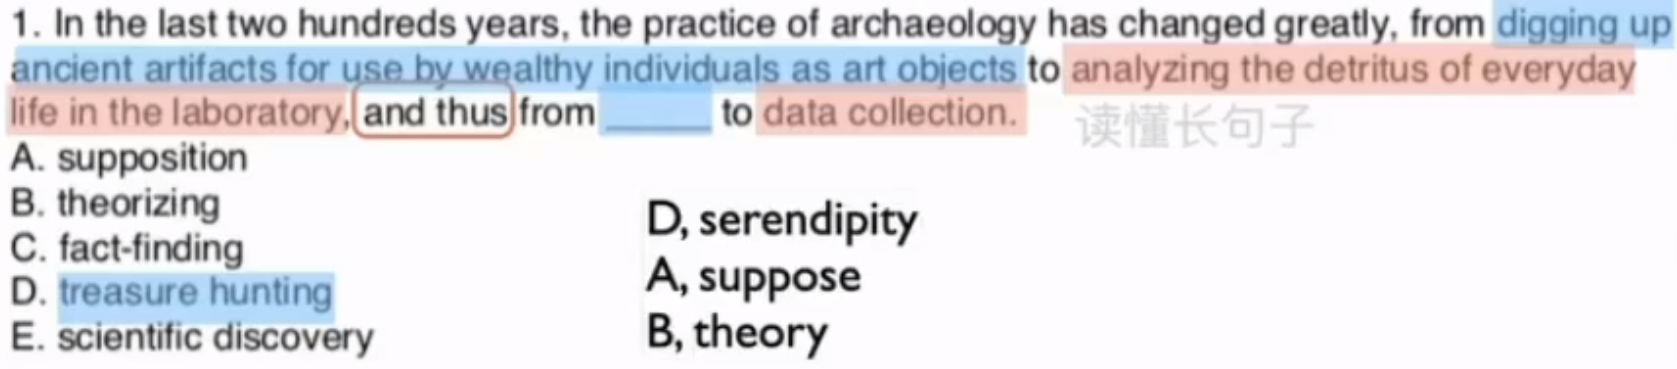 1. In the last two hundreds years, the practice of archaeology has changed greatly, from digging up
ancient artifacts for use by wealthy individuals as art objects to analyzing the detritus of everyday
life in the laboratory, and thus from ______ to data collection.
读懂长句子
A. supposition
B. theorizing
C. fact-finding
D. treasure hunting
E. scientific discovery
D, serendipity
A, suppose
B, theory